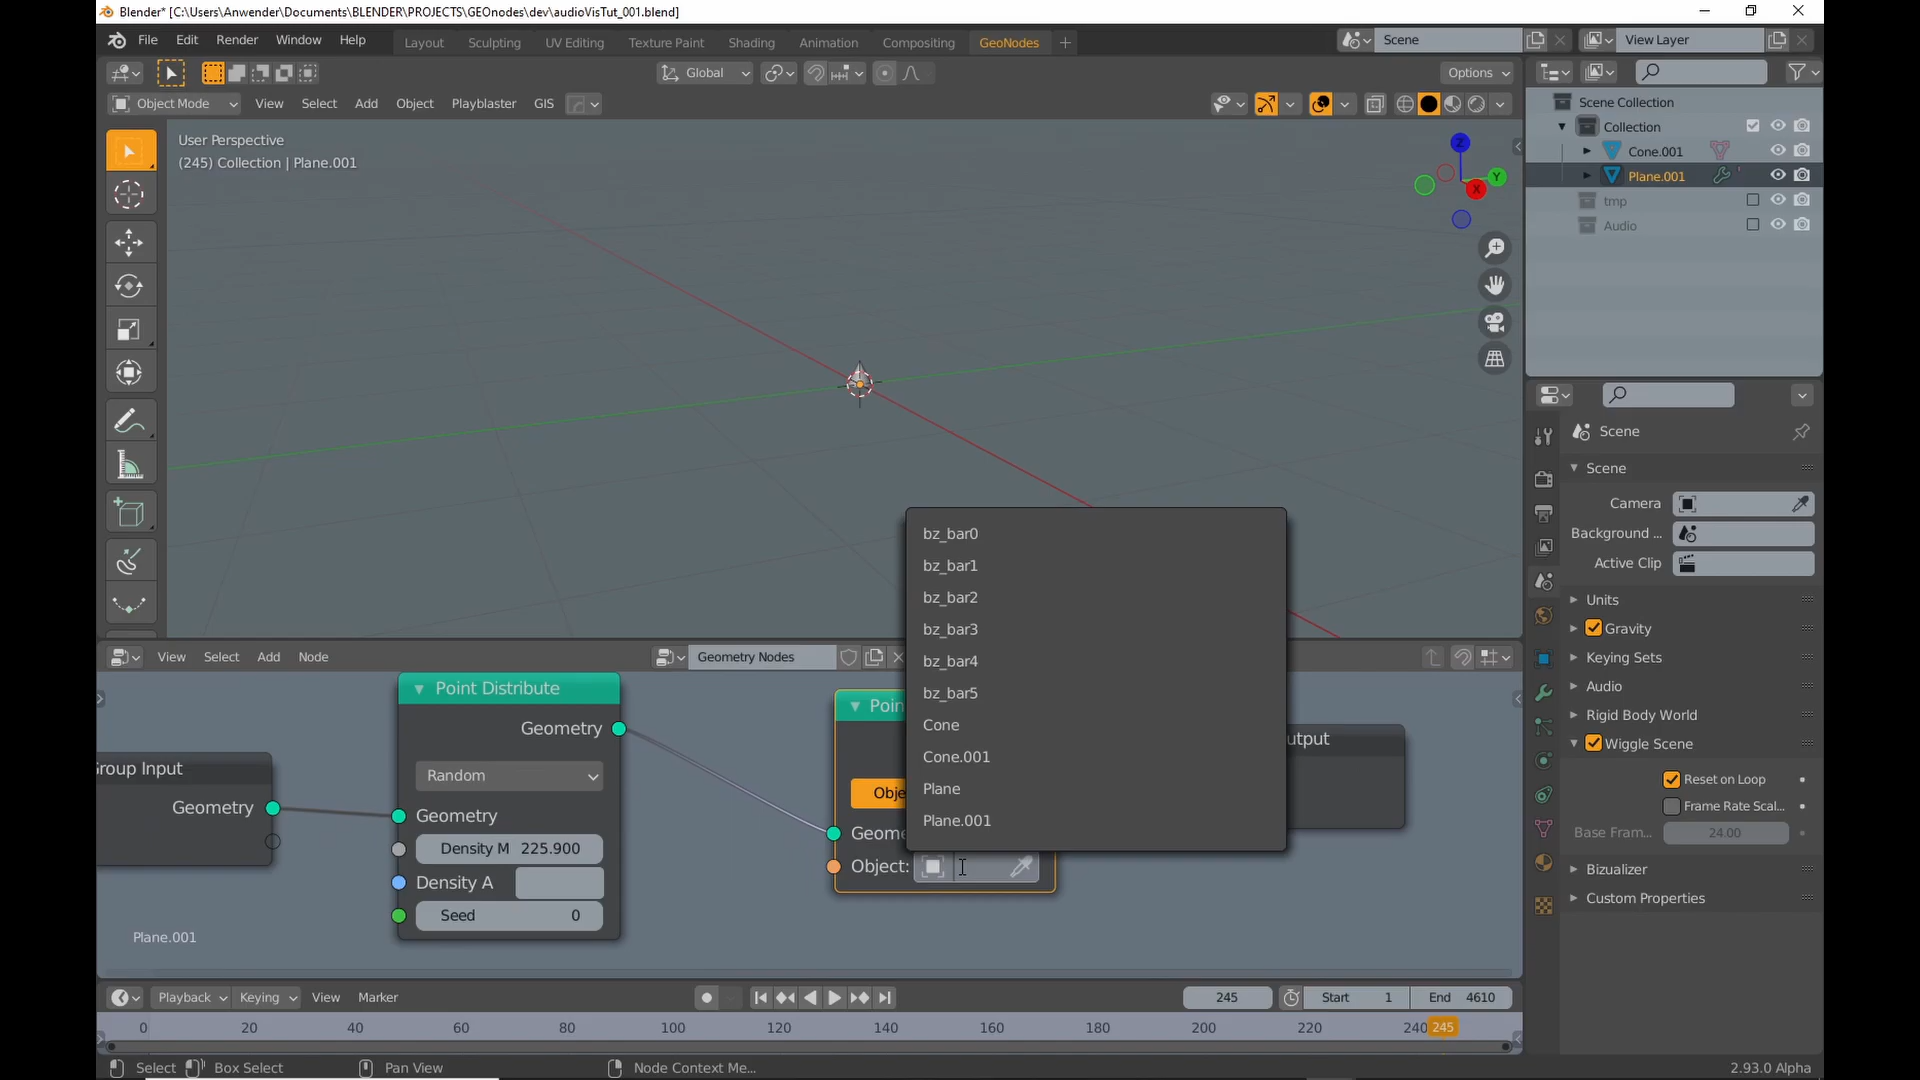 Blender* [C:\Users\Anwender\Documents\BLENDER\PROJECTS\GEOnodes\dev\audioVisTut_001.blend]
File Edit Render Window Help
Layout Sculpting UV Editing Texture Paint Shading Animation Compositing GeoNodes +
Scene
View Layer
Global
Options
Object Mode View Select Add Object Playblaster GIS
User Perspective
(245) Collection | Plane.001
Z
Y
X
Scene Collection
Collection
Cone.001
Plane.001
tmp
Audio
Scene
Scene
Camera
Background ...
Active Clip
Units
Gravity
Keying Sets
Audio
Rigid Body World
Wiggle Scene
Reset on Loop
Frame Rate Scal...
Base Fram... 24.00
Bizualizer
Custom Properties
bz_bar0
bz_bar1
bz_bar2
bz_bar3
bz_bar4
bz_bar5
Cone
Cone.001
Plane
Plane.001
View Select Add Node
Geometry Nodes
Group Input
Geometry
Point Distribute
Geometry
Random
Geometry
Density M 225.900
Density A
Seed 0
Poin
Obje
Geome
Object:
utput
Plane.001
Playback Keying View Marker
245
Start 1
End 4610
0 20 40 60 80 100 120 140 160 180 200 220 240 245
Select Box Select Pan View Node Context Me...
2.93.0 Alpha